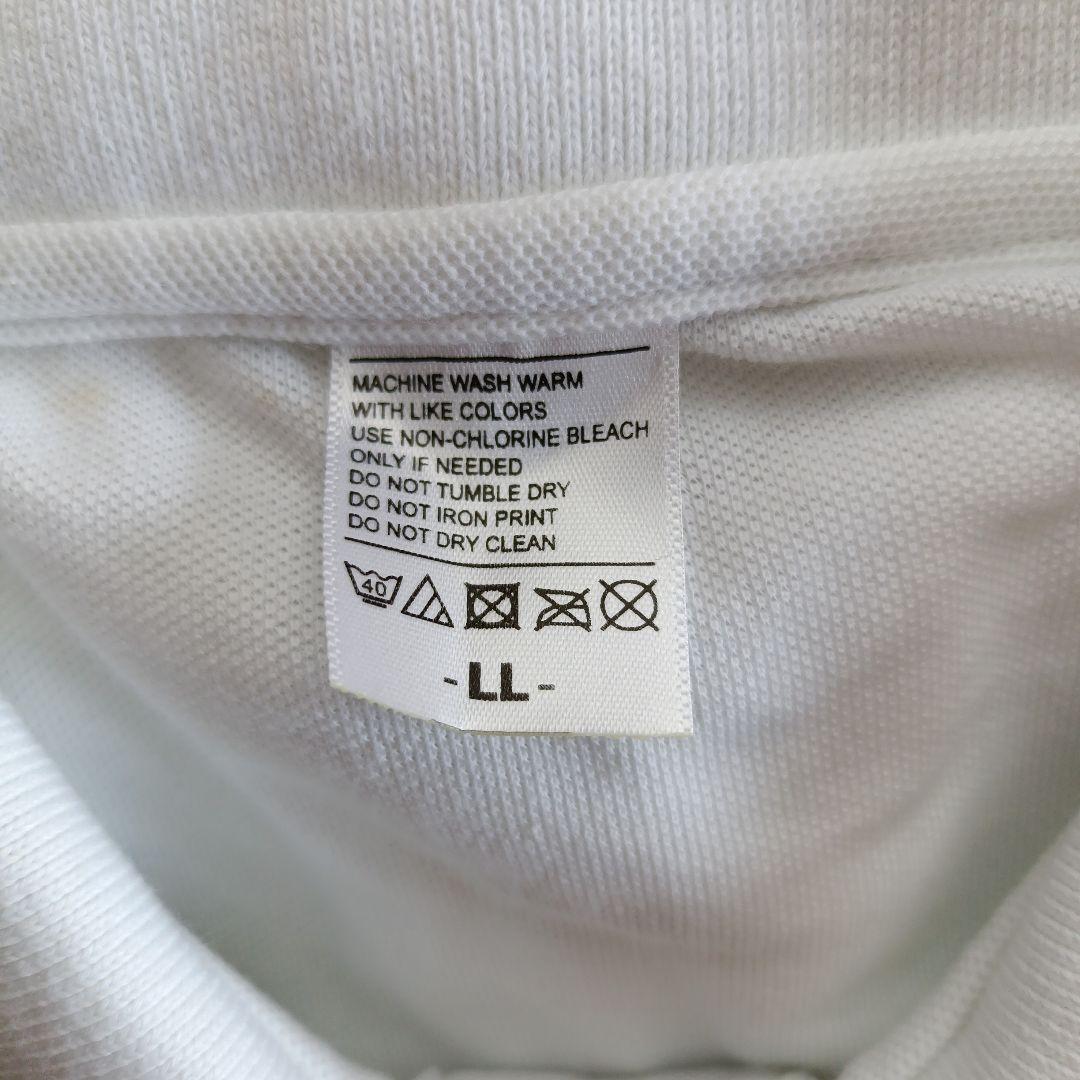 MACHINE WASH WARM
WITH LIKE COLORS
USE NON-CHLORINE BLEACH
ONLY IF NEEDED
DO NOT TUMBLE DRY
DO NOT IRON PRINT
DO NOT DRY CLEAN
40
-LL-